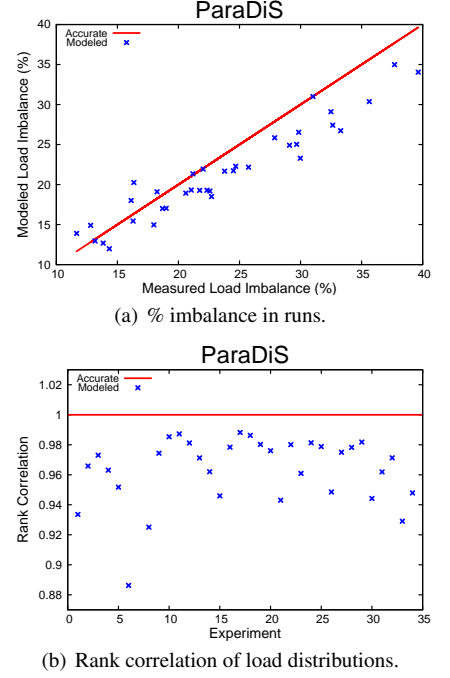 ParaDiS
Accurate
Modeled
Modeled Load Imbalance (%)
40
35
30
25
20
15
10
10 15 20 25 30 35 40
Measured Load Imbalance (%)
(a) % imbalance in runs.
ParaDiS
Accurate
Modeled
Rank Correlation
1.02
1
0.98
0.96
0.94
0.92
0.9
0.88
0 5 10 15 20 25 30 35
Experiment
(b) Rank correlation of load distributions.